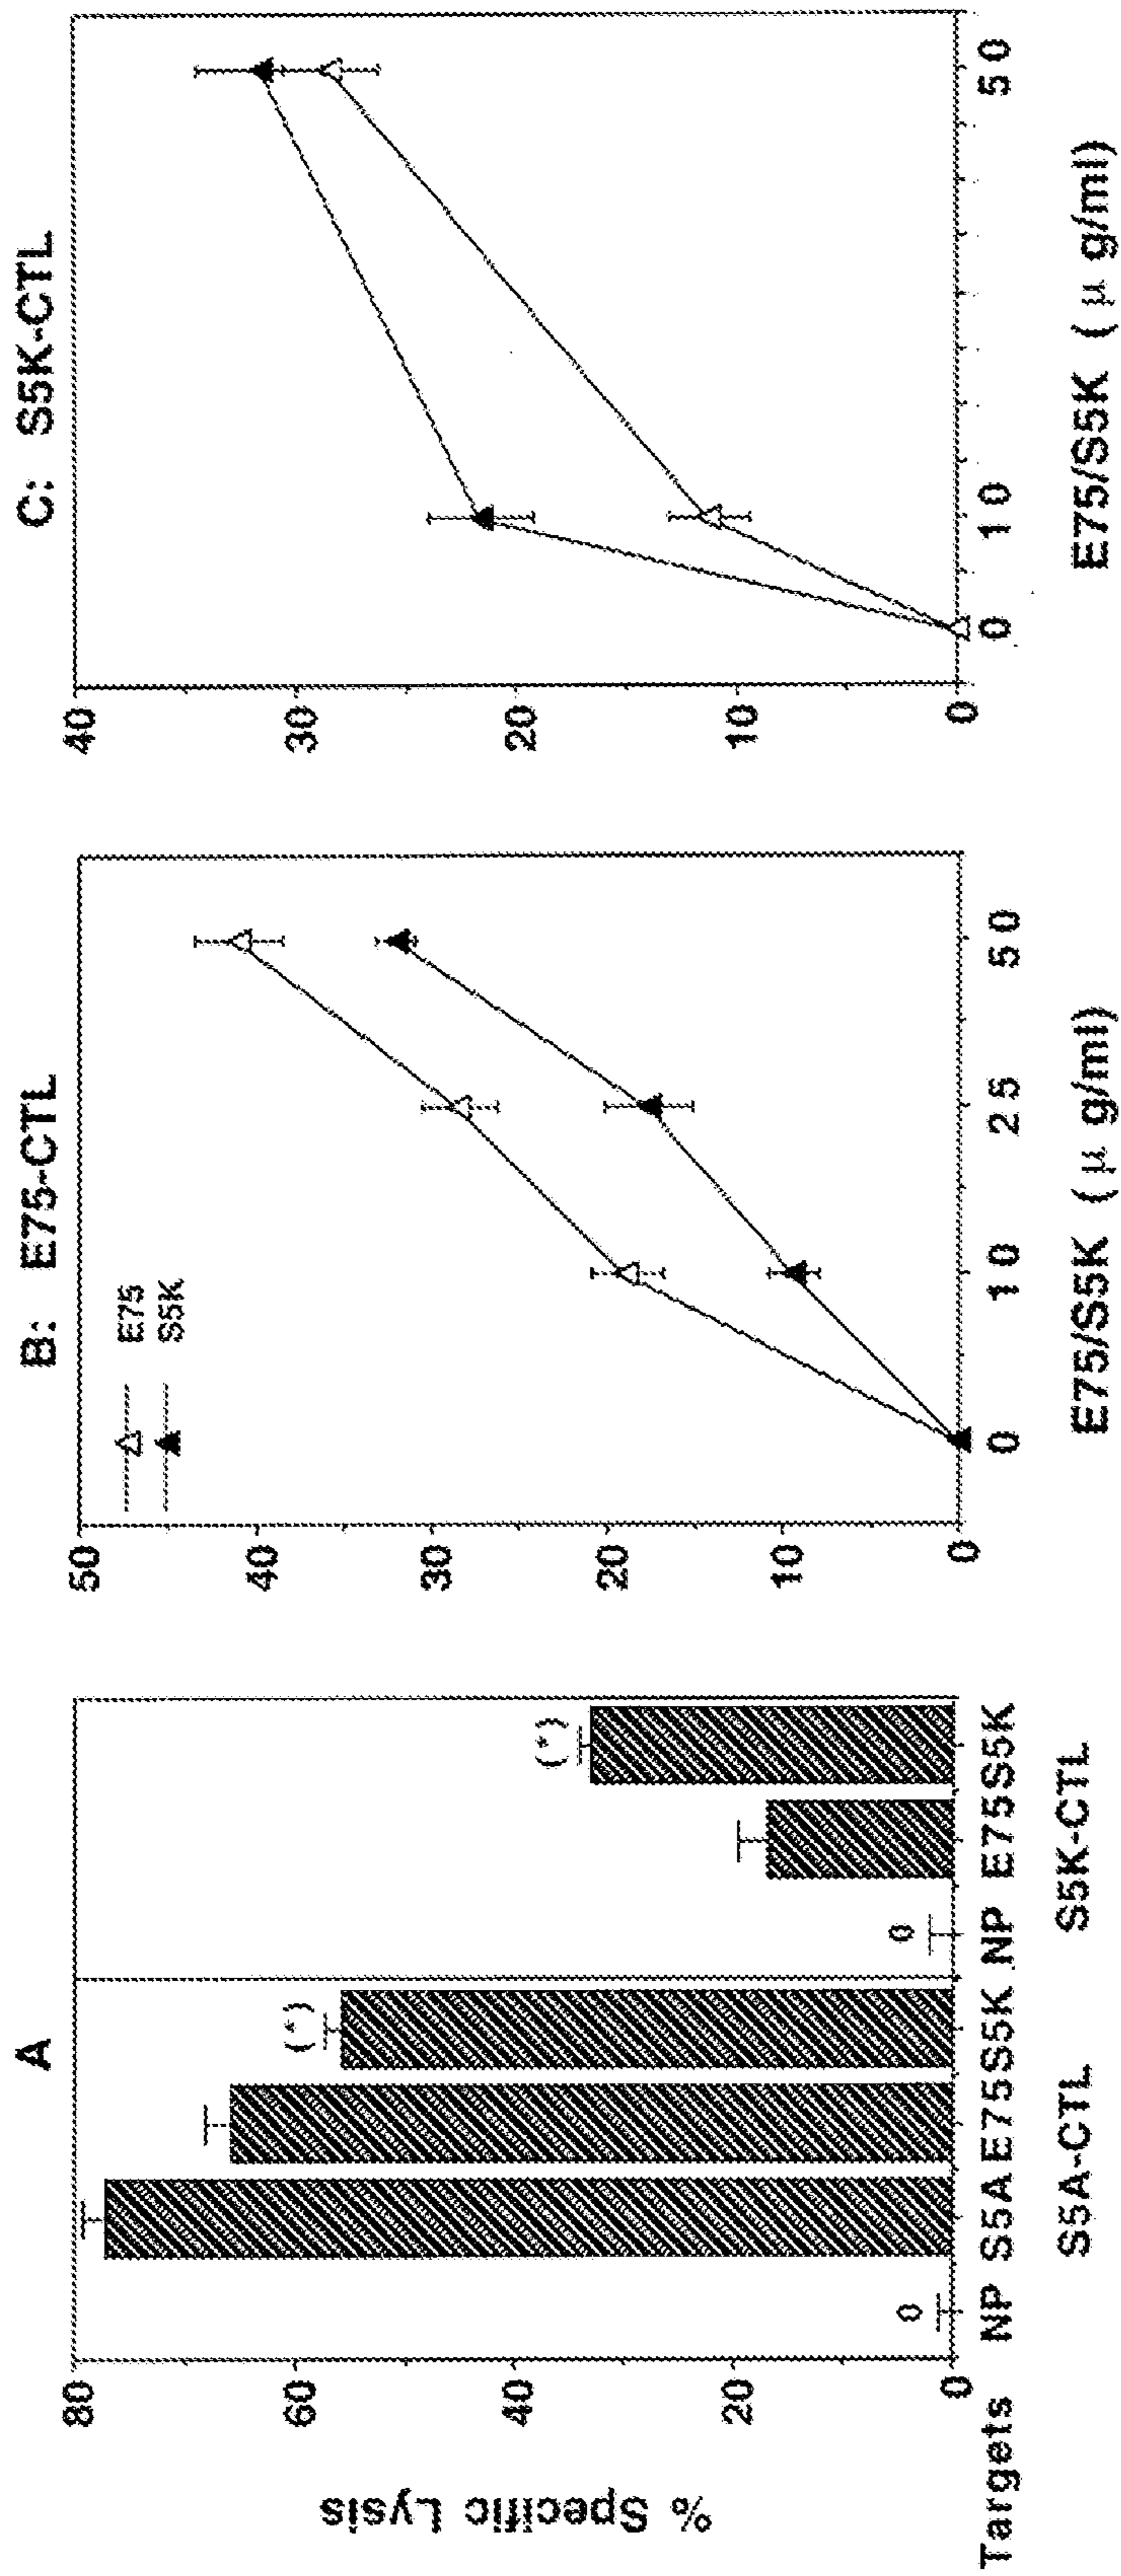 A
% Specific Lysis
80
60
40
20
0
(*)
(*)
0
0
Targets NP S5A E75 S5K NP E75 S5K
S5A-CTL S5K-CTL
B: E75-CTL
E75
S5K
50
40
30
20
10
0
0 10 25 50
E75/S5K (μ g/ml)
C: S5K-CTL
40
30
20
10
0
0 10 50
E75/S5K (μ g/ml)